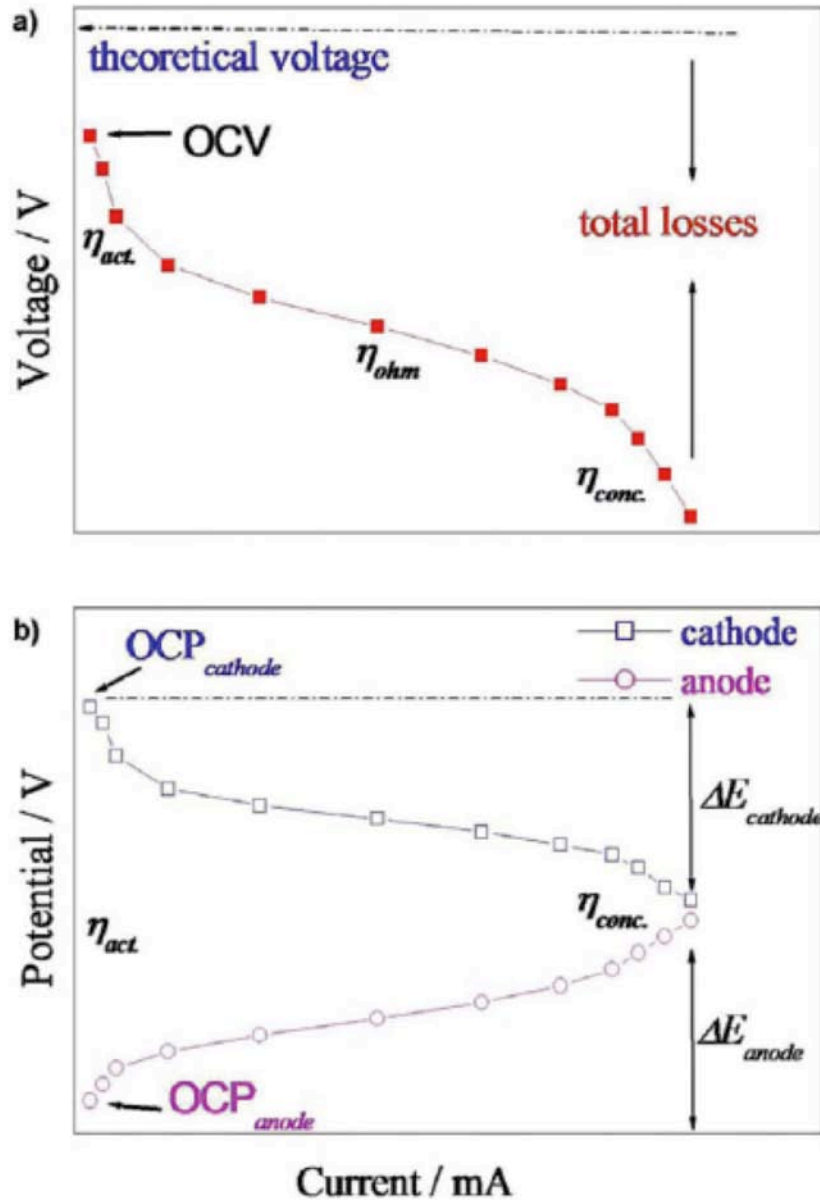 a)
theoretical voltage
OCV
η act.
total losses
η ohm
η conc.
Voltage / V
b)
OCP cathode
cathode
anode
ΔE cathode
η act.
η conc.
ΔE anode
OCP anode
Potential / V
Current / mA